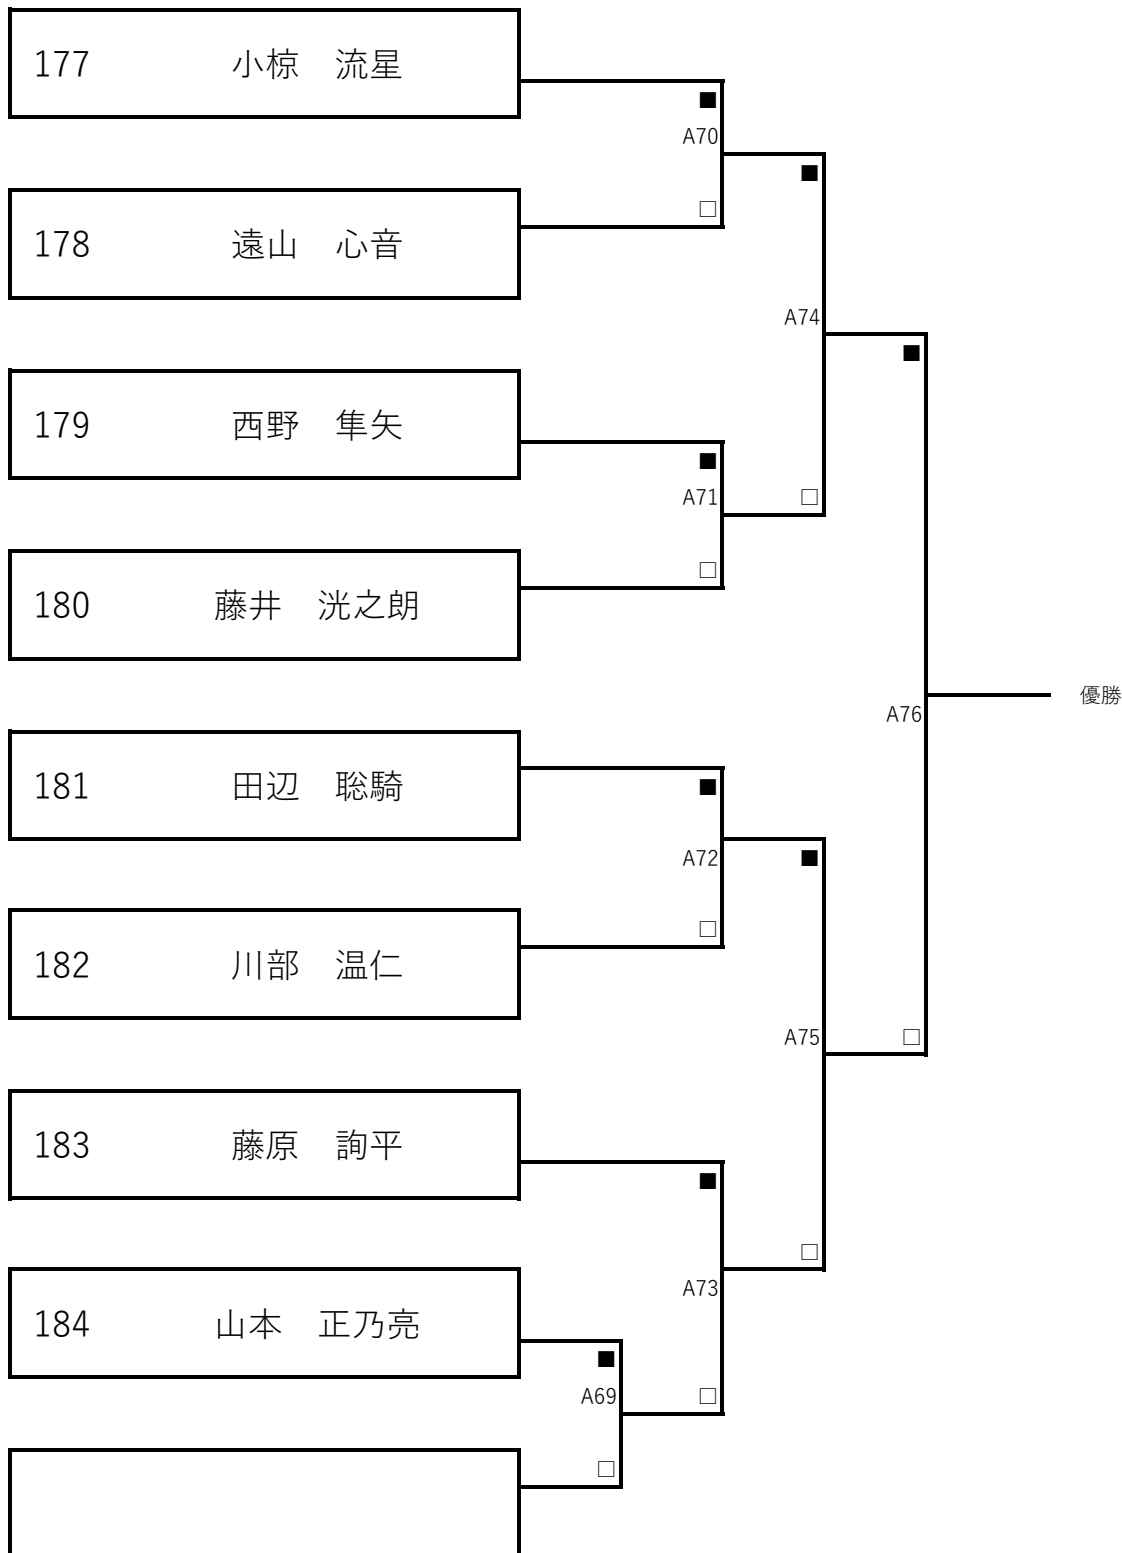 177 小椋 流星
■
A70
■
□
178 遠山 心音
A74
■
179 西野 隼矢
■
A71
□
□
180 藤井 洸之朗
A76 優勝
181 田辺 聡騎
■
A72
■
□
182 川部 温仁
A75
□
183 藤原 詢平
■
□
A73
184 山本 正乃亮
■
A69
□
□